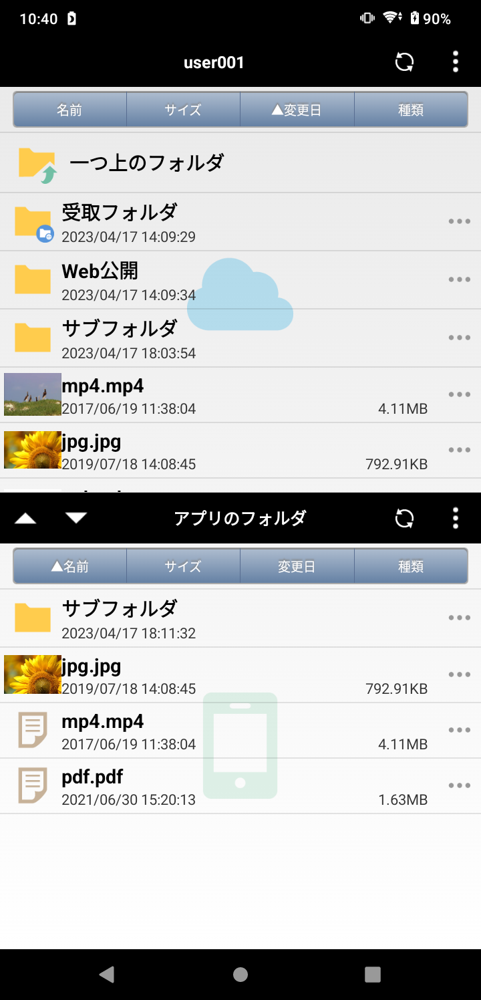 10:40 90%
user001
名前 サイズ ▲変更日 種類
一つ上のフォルダ
受取フォルダ
2023/04/17 14:09:29
Web公開
2023/04/17 14:09:34
サブフォルダ
2023/04/17 18:03:54
mp4.mp4
2017/06/19 11:38:04 4.11MB
jpg.jpg
2019/07/18 14:08:45 792.91KB
アプリのフォルダ
▲名前 サイズ 変更日 種類
サブフォルダ
2023/04/17 18:11:32
jpg.jpg
2019/07/18 14:08:45 792.91KB
mp4.mp4
2017/06/19 11:38:04 4.11MB
pdf.pdf
2021/06/30 15:20:13 1.63MB